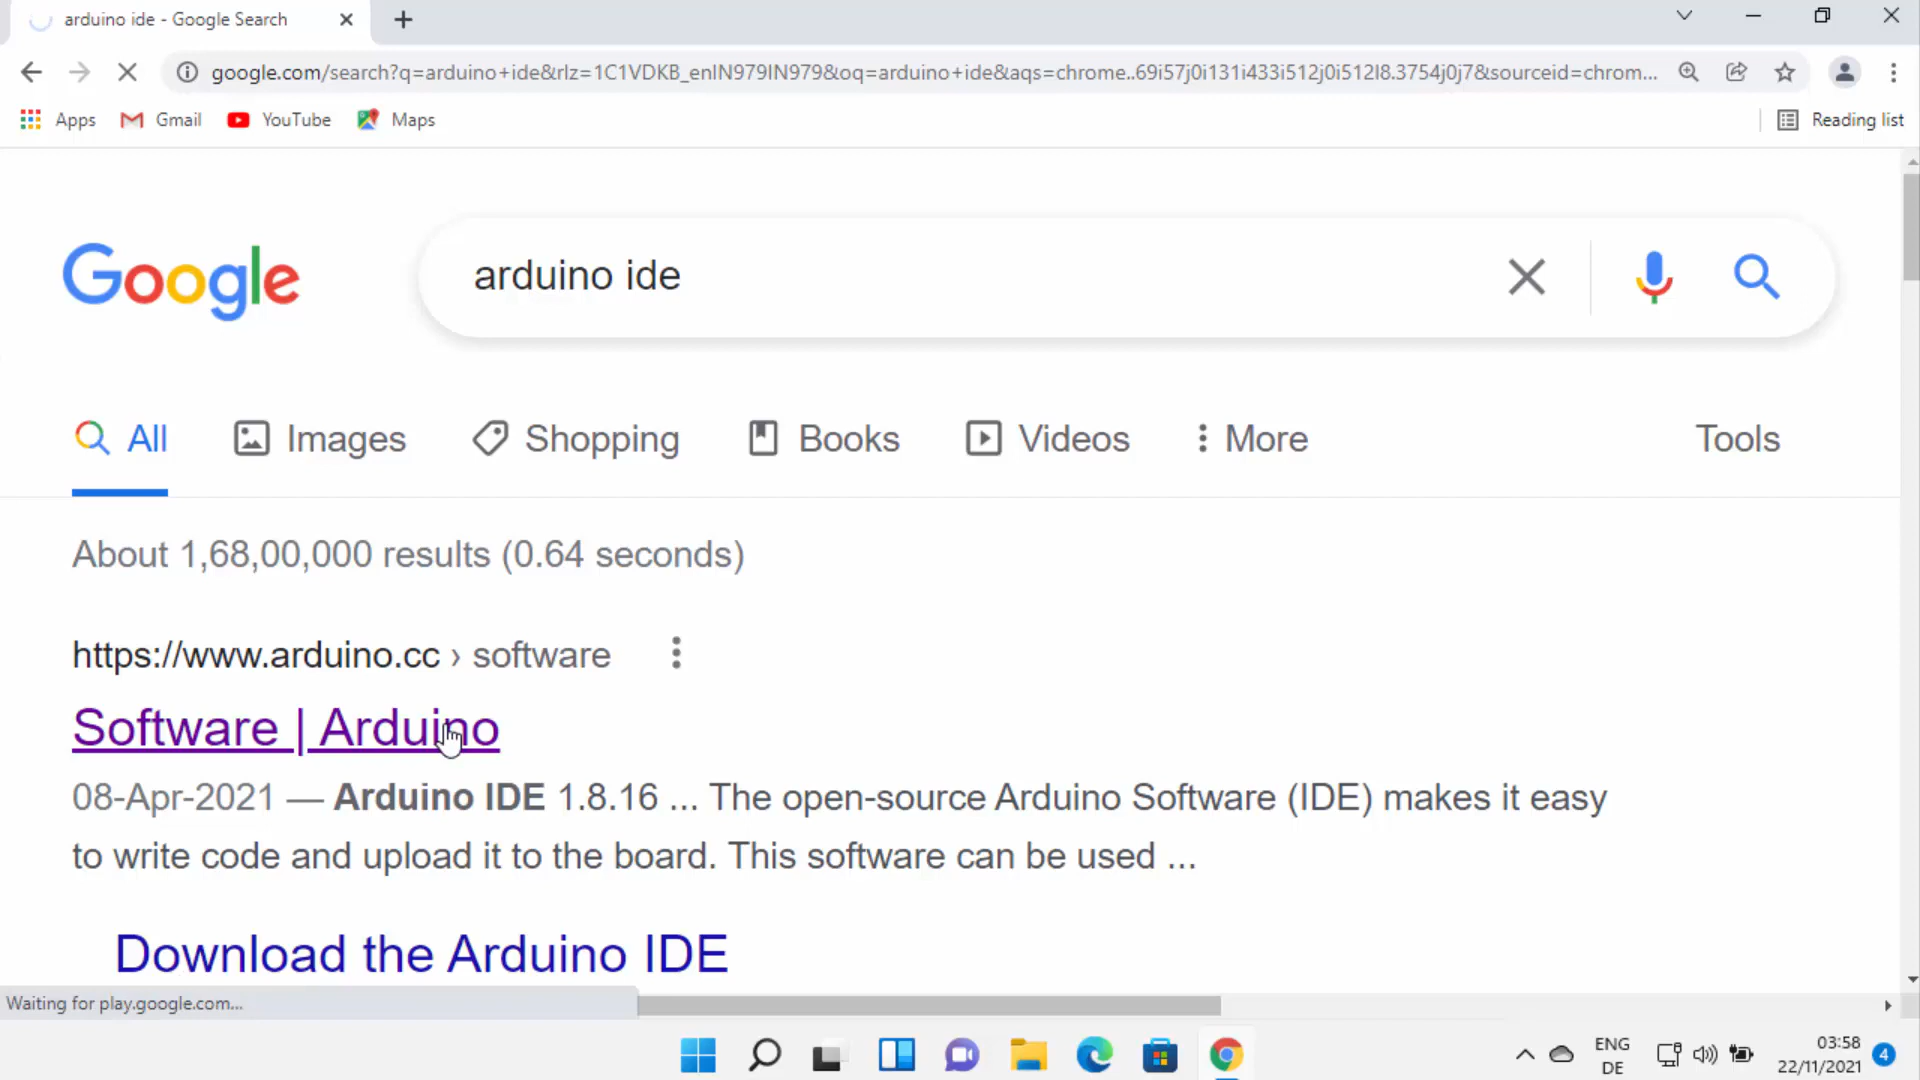 arduino ide - Google Search
google.com/search?q=arduino+ide&rlz=1C1VDKB_enIN979IN979&oq=arduino+ide&aqs=chrome..69i57j0i131i433i512j0i512l8.3754j0j7&sourceid=chrom...
Apps Gmail YouTube Maps Reading list
Google arduino ide
All Images Shopping Books Videos More Tools
About 1,68,00,000 results (0.64 seconds)
https://www.arduino.cc › software
Software | Arduino
08-Apr-2021 — Arduino IDE 1.8.16 ... The open-source Arduino Software (IDE) makes it easy
to write code and upload it to the board. This software can be used ...
Download the Arduino IDE
Waiting for play.google.com...
ENG 03:58
DE 22/11/2021 4